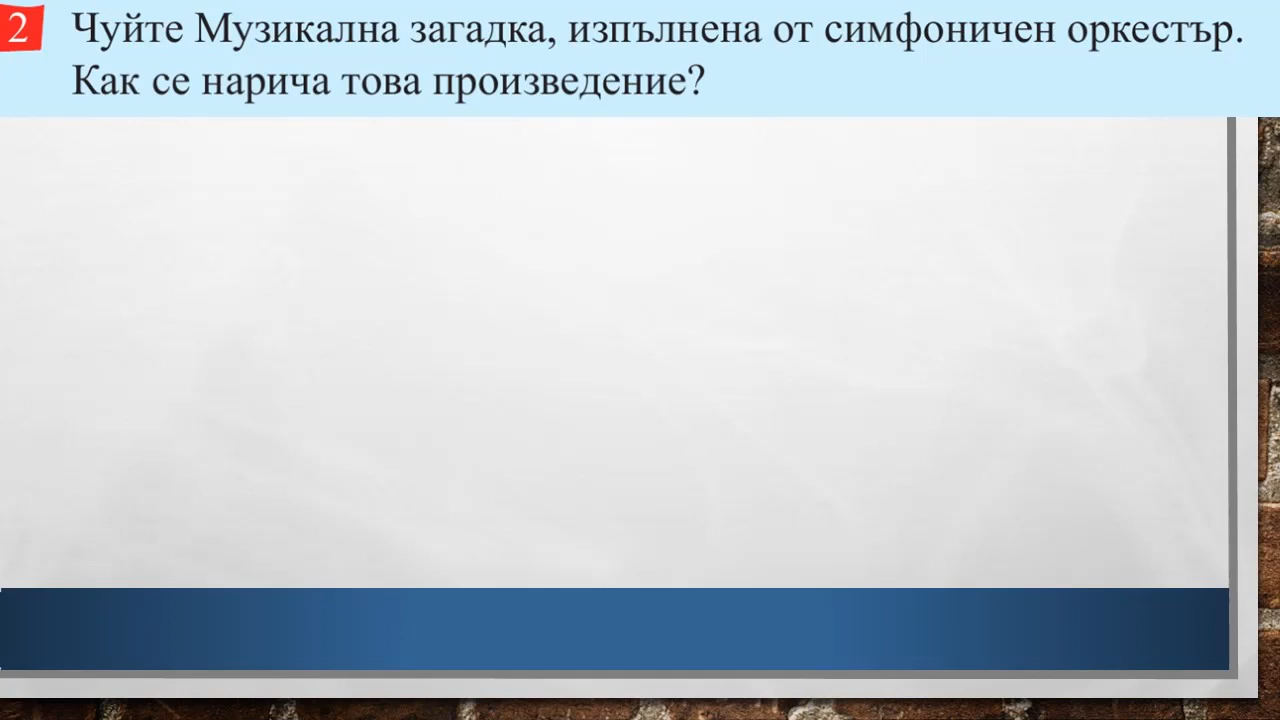 2 Чуйте Музикална загадка, изпълнена от симфоничен оркестър.
Как се нарича това произведение?